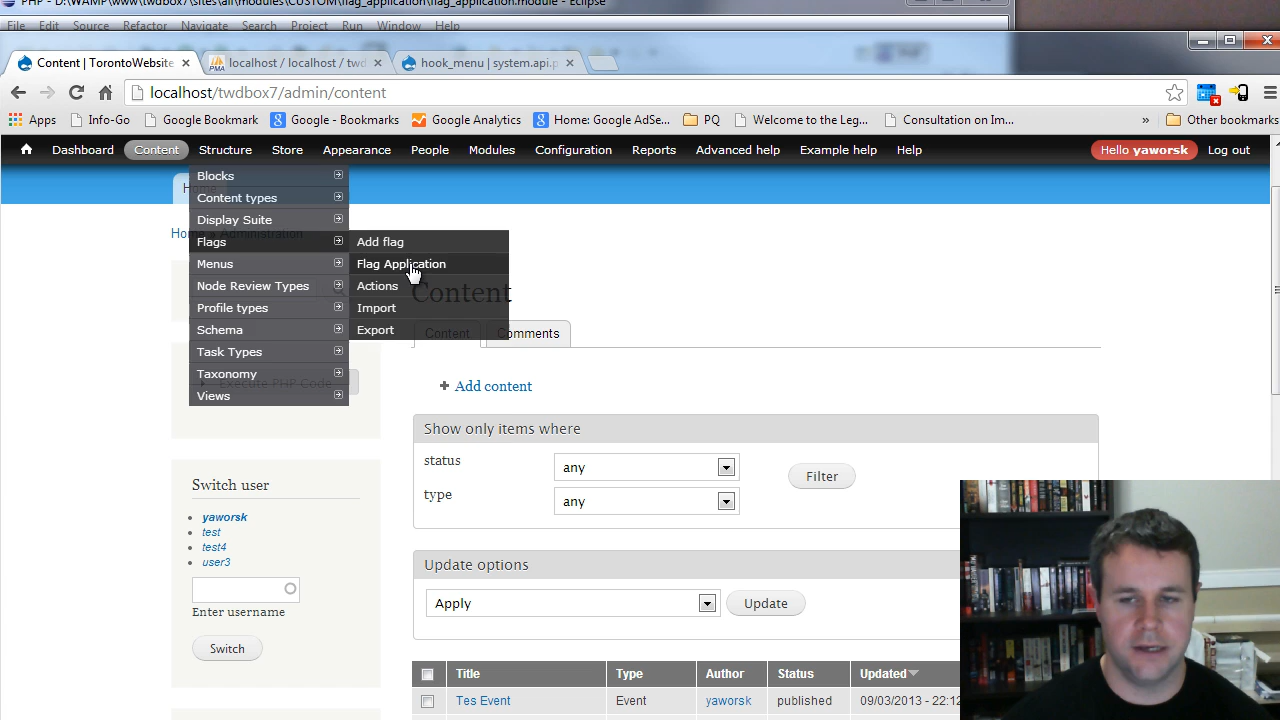 PHP - D:\WAMP\www\twdbox7\sites\all\modules\CUSTOM\flag_application\flag_application.module - Eclipse
File Edit Source Refactor Navigate Search Project Run Window Help
Content | TorontoWebsite
localhost / localhost / twd
hook_menu | system.api.p
localhost/twdbox7/admin/content
Apps Info-Go Google Bookmark Google - Bookmarks Google Analytics Home: Google AdSe... PQ Welcome to the Leg... Consultation on Im... » Other bookmarks
Dashboard Content Structure Store Appearance People Modules Configuration Reports Advanced help Example help Help Hello yaworsk Log out
Home
Home » Administration
Blocks
Content types
Display Suite
Flags
Menus
Node Review Types
Profile types
Schema
Task Types
Taxonomy
Views
Add flag
Flag Application
Actions
Import
Export
Execute PHP Code
Switch user
yaworsk
test
test4
user3
Enter username
Switch
Content
Content Comments
Add content
Show only items where
status any
type any
Filter
Update options
Apply Update
Title Type Author Status Updated
Tes Event Event yaworsk published 09/03/2013 - 22:12